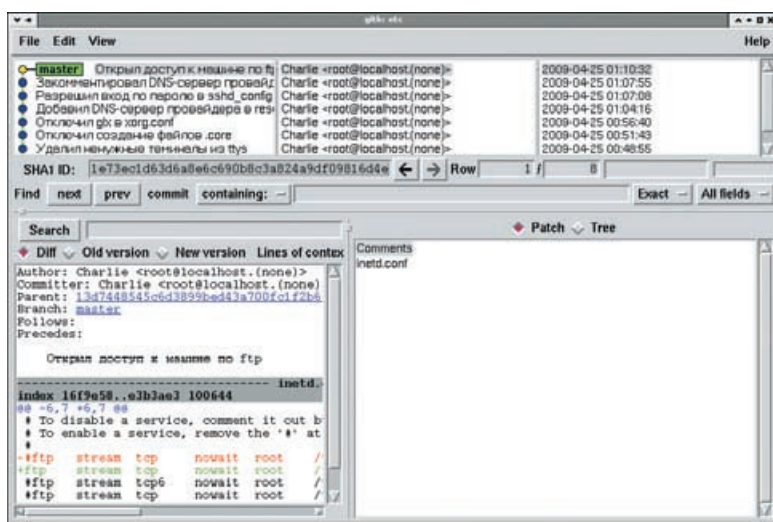 gitk: etc
File Edit View Help
master Открыл доступ к машине по ftp Charlie <root@localhost.(none)> 2009-04-25 01:10:32
Закомментировал DNS-сервер провайд Charlie <root@localhost.(none)> 2009-04-25 01:07:55
Разрешил вход по паролю в sshd_config Charlie <root@localhost.(none)> 2009-04-25 01:07:08
Добавил DNS-сервер провайдера в res Charlie <root@localhost.(none)> 2009-04-25 01:04:16
Отключил glx в xorg.conf Charlie <root@localhost.(none)> 2009-04-25 00:56:40
Отключил создание файлов .core Charlie <root@localhost.(none)> 2009-04-25 00:51:43
Удалил ненужные теминалы из ttys Charlie <root@localhost.(none)> 2009-04-25 00:48:55
SHA1 ID: 1e73ec1d63d6a8e6c690b8c3a824a9df09816d4e Row 1 / 8
Find next prev commit containing: Exact All fields
Search
Patch Tree
Diff Old version New version Lines of contex
Comments
inetd.conf
Author: Charlie <root@localhost.(none)>
Committer: Charlie <root@localhost.(none)
Parent: 13d7448545c6d3899bed43a700fc1f2b6
Branch: master
Follows:
Precedes:
Открыл доступ к машине по ftp
---------------------------- inetd.
index 16f9e58..e3b3ae3 100644
@@ -6,7 +6,7 @@
# To disable a service, comment it out b
# To enable a service, remove the '#' at
#
-#ftp stream tcp nowait root /
+ftp stream tcp nowait root /
#ftp stream tcp6 nowait root /
#ftp stream tcp nowait root /